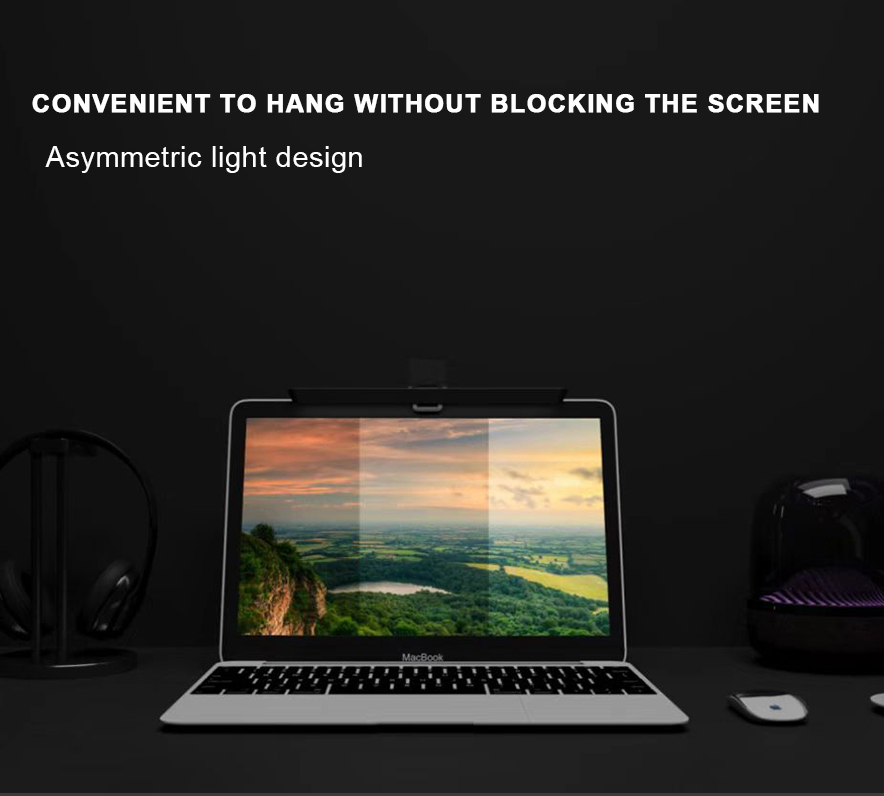 CONVENIENT TO HANG WITHOUT BLOCKING THE SCREEN
Asymmetric light design
MacBook